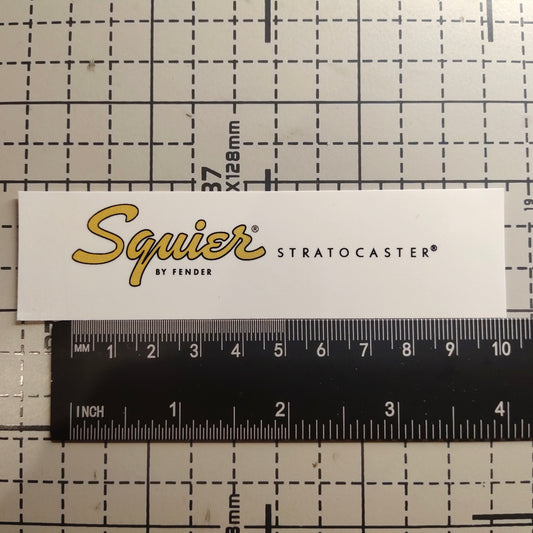 37
X128mm
Squier®
STRATOCASTER®
BY FENDER
MM 1 2 3 4 5 6 7 8 9 10
INCH 1 2 3 4
8mm